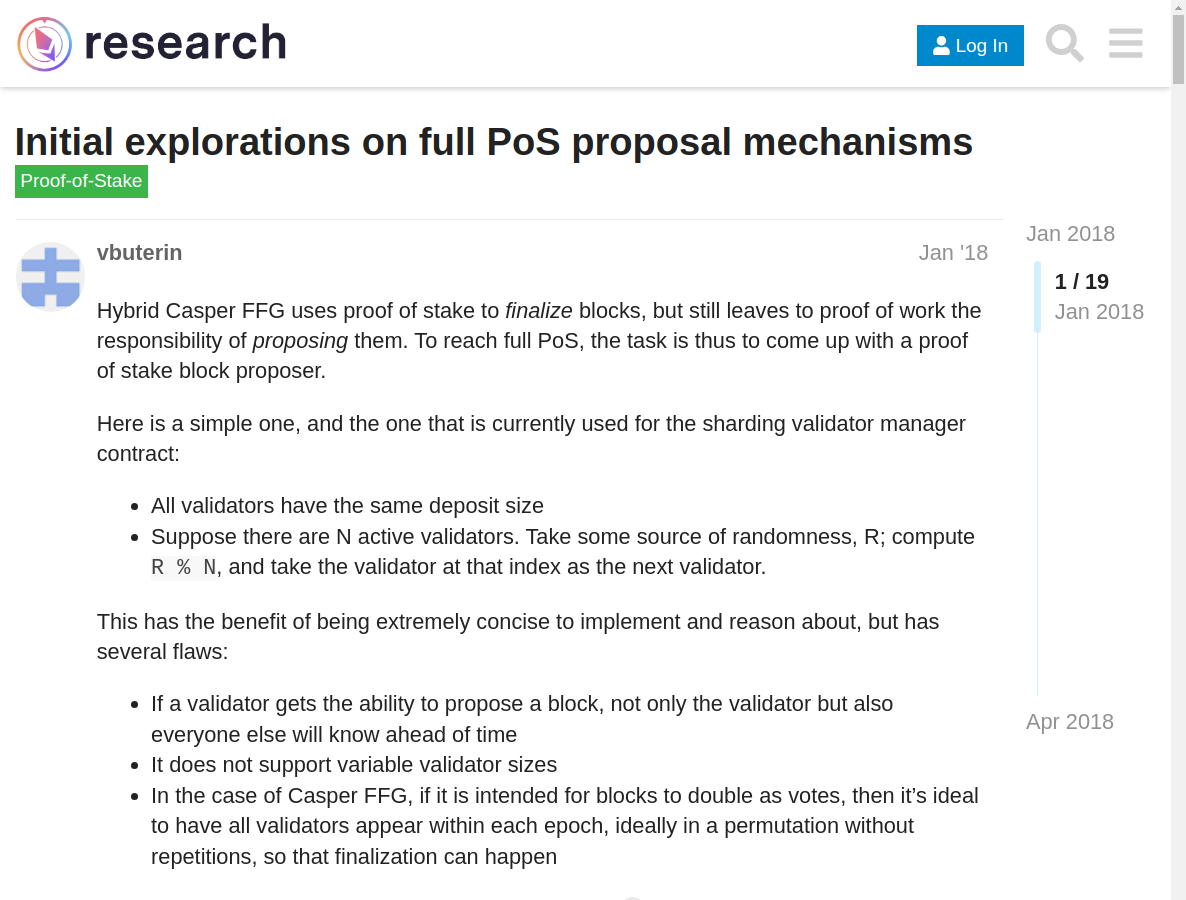 research
Log In
Initial explorations on full PoS proposal mechanisms
Proof-of-Stake
vbuterin
Jan '18
Hybrid Casper FFG uses proof of stake to finalize blocks, but still leaves to proof of work the
responsibility of proposing them. To reach full PoS, the task is thus to come up with a proof
of stake block proposer.
Here is a simple one, and the one that is currently used for the sharding validator manager
contract:
• All validators have the same deposit size
• Suppose there are N active validators. Take some source of randomness, R; compute
R % N, and take the validator at that index as the next validator.
This has the benefit of being extremely concise to implement and reason about, but has
several flaws:
• If a validator gets the ability to propose a block, not only the validator but also
everyone else will know ahead of time
• It does not support variable validator sizes
• In the case of Casper FFG, if it is intended for blocks to double as votes, then it’s ideal
to have all validators appear within each epoch, ideally in a permutation without
repetitions, so that finalization can happen
Jan 2018
1 / 19
Jan 2018
Apr 2018